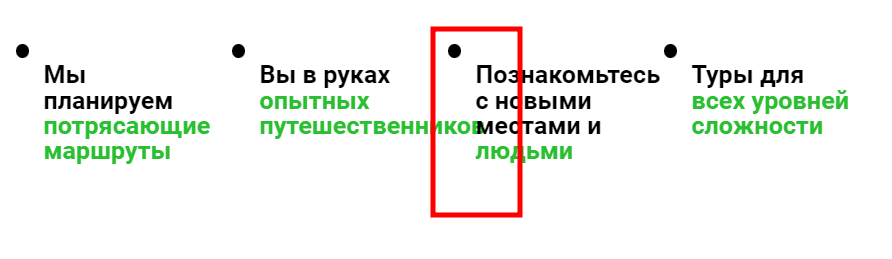 Мы
планируем
потрясающие
маршруты
Вы в руках
опытных
путешественников
Познакомьтесь
с новыми
местами и
людьми
Туры для
всех уровней
сложности